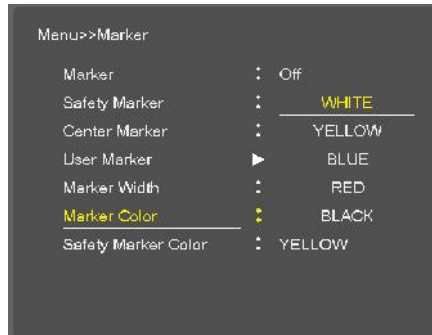 Menu>>Marker
Marker : Off
Safety Marker : WHITE
Center Marker : YELLOW
User Marker ▶ BLUE
Marker Width : RED
Marker Color : BLACK
Safety Marker Color : YELLOW